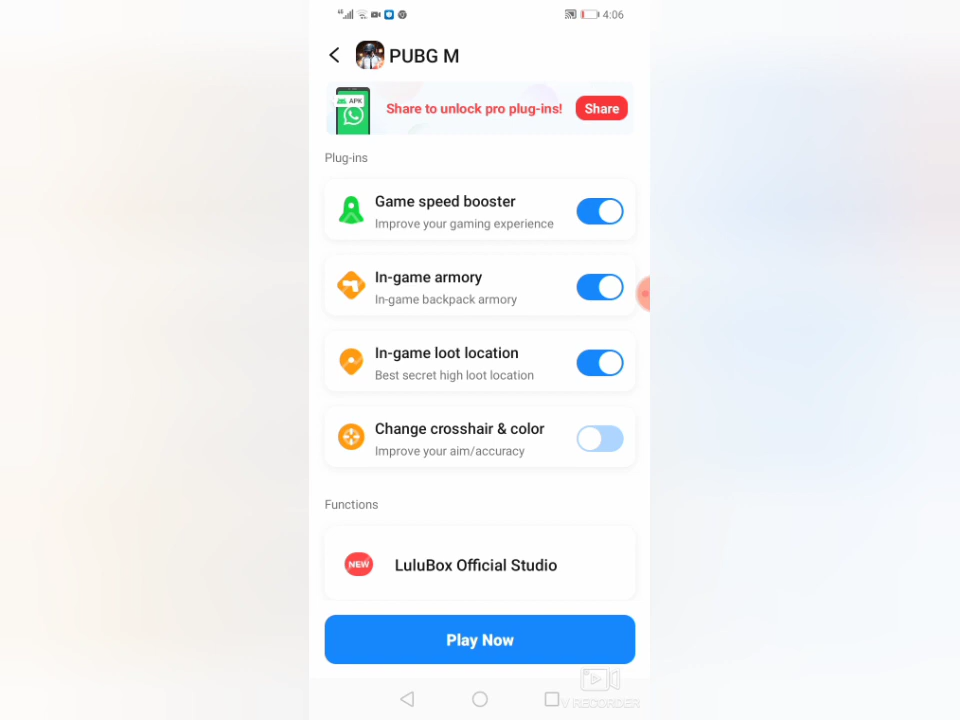 4G 4:06
PUBG M
APK
Share to unlock pro plug-ins!
Share
Plug-ins
Game speed booster
Improve your gaming experience
In-game armory
In-game backpack armory
In-game loot location
Best secret high loot location
Change crosshair & color
Improve your aim/accuracy
Functions
NEW
LuluBox Official Studio
Play Now
V RECORDER